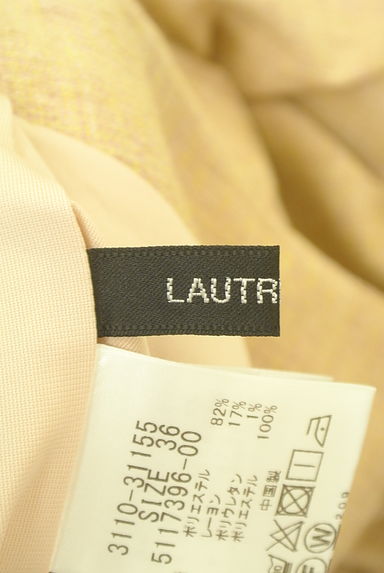 LAUTR
3110-31155
SIZE 36
5117396-00
ポリエステル 82%
レーヨン 17%
ポリウレタン 1%
ポリエステル 100%
中国製
W